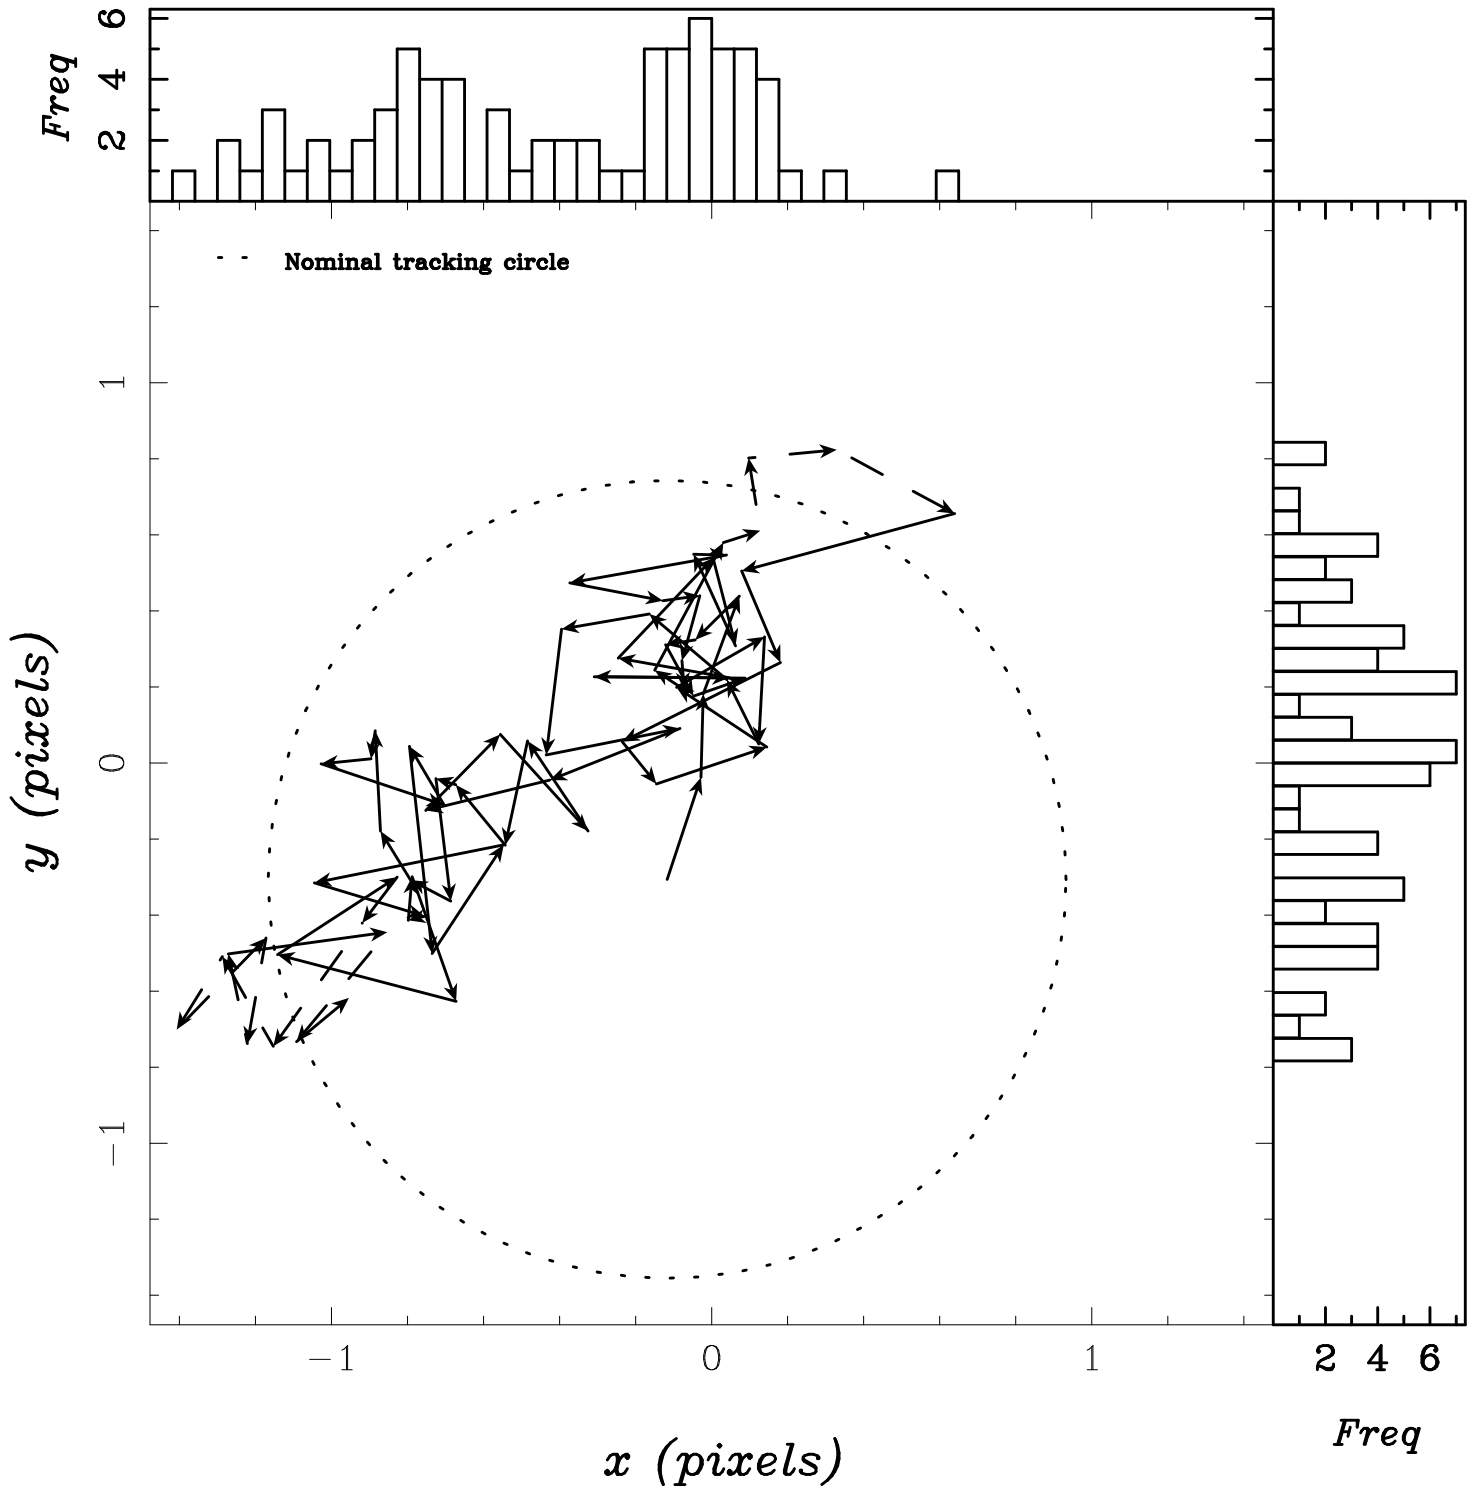 Freq
6
4
2
Nominal tracking circle
y (pixels)
1
0
−1
−1 0 1
x (pixels)
2 4 6
Freq